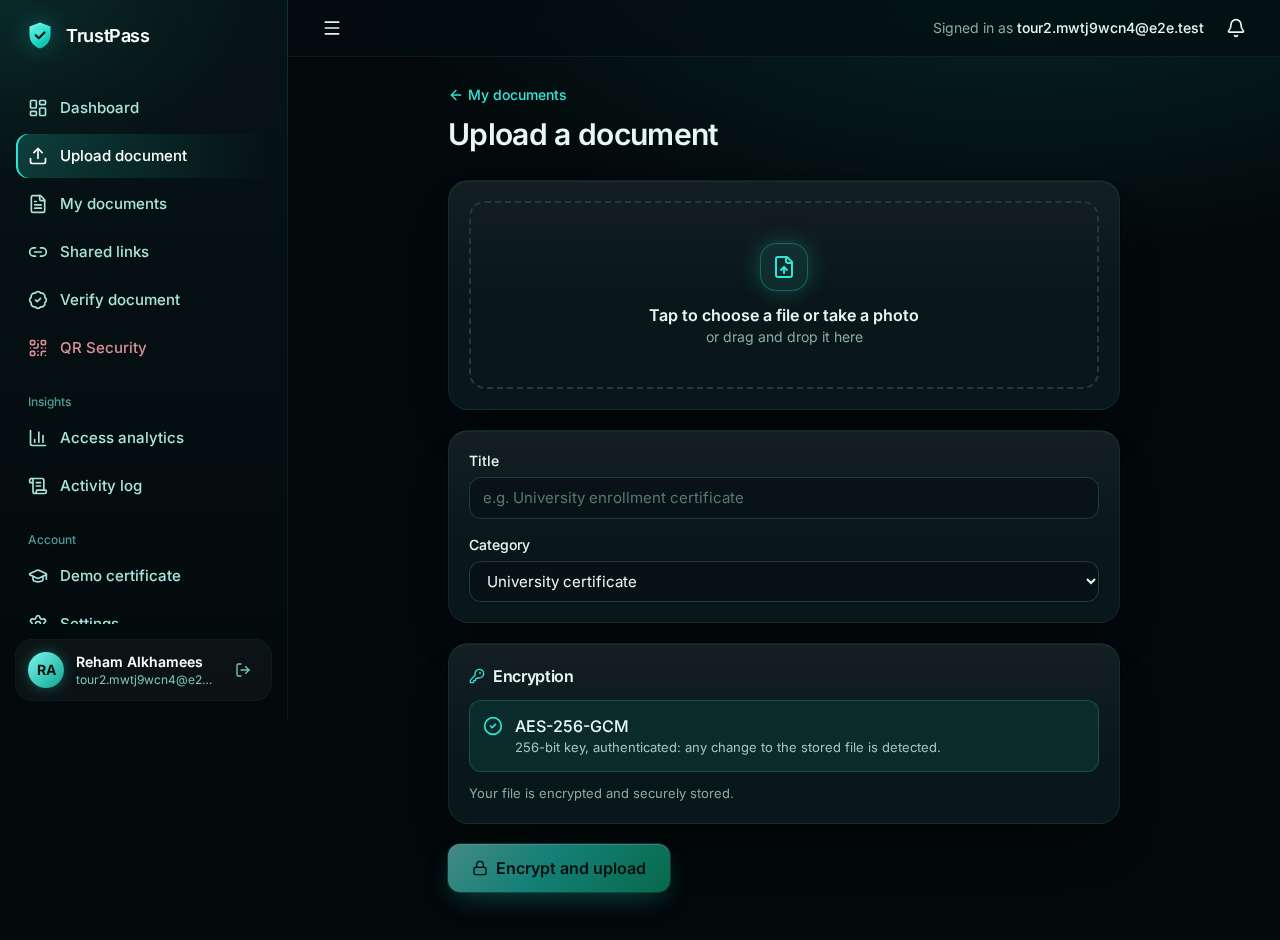 TrustPass
Signed in as tour2.mwtj9wcn4@e2e.test
Dashboard
Upload document
My documents
Shared links
Verify document
QR Security
Insights
Access analytics
Activity log
Account
Demo certificate
Settings
RA
Reham Alkhamees
tour2.mwtj9wcn4@e2...
My documents
Upload a document
Tap to choose a file or take a photo
or drag and drop it here
Title
e.g. University enrollment certificate
Category
University certificate
Encryption
AES-256-GCM
256-bit key, authenticated: any change to the stored file is detected.
Your file is encrypted and securely stored.
Encrypt and upload